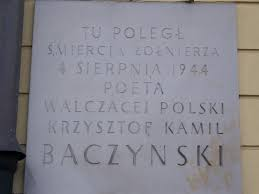 TU POLEGŁ
ŚMIERCIĄ ŻOŁNIERZA
4 SIERPNIA 1944
POETA
WALCZĄCEJ POLSKI
KRZYSZTOF KAMIL
BACZYŃSKI